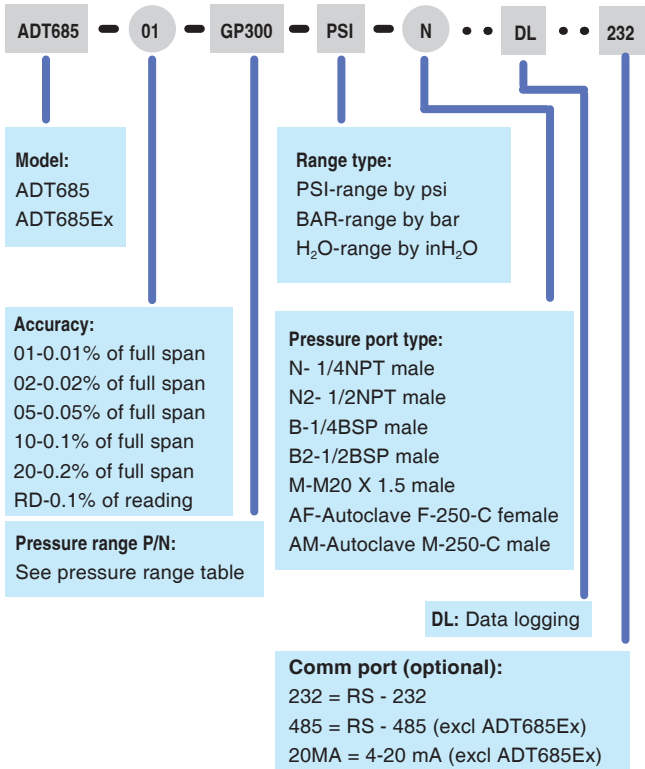 ADT685 – 01 – GP300 – PSI – N • • DL • • 232
Model:
ADT685
ADT685Ex
Range type:
PSI-range by psi
BAR-range by bar
H₂O-range by inH₂O
Accuracy:
01-0.01% of full span
02-0.02% of full span
05-0.05% of full span
10-0.1% of full span
20-0.2% of full span
RD-0.1% of reading
Pressure port type:
N- 1/4NPT male
N2- 1/2NPT male
B-1/4BSP male
B2-1/2BSP male
M-M20 X 1.5 male
AF-Autoclave F-250-C female
AM-Autoclave M-250-C male
Pressure range P/N:
See pressure range table
DL: Data logging
Comm port (optional):
232 = RS - 232
485 = RS - 485 (excl ADT685Ex)
20MA = 4-20 mA (excl ADT685Ex)